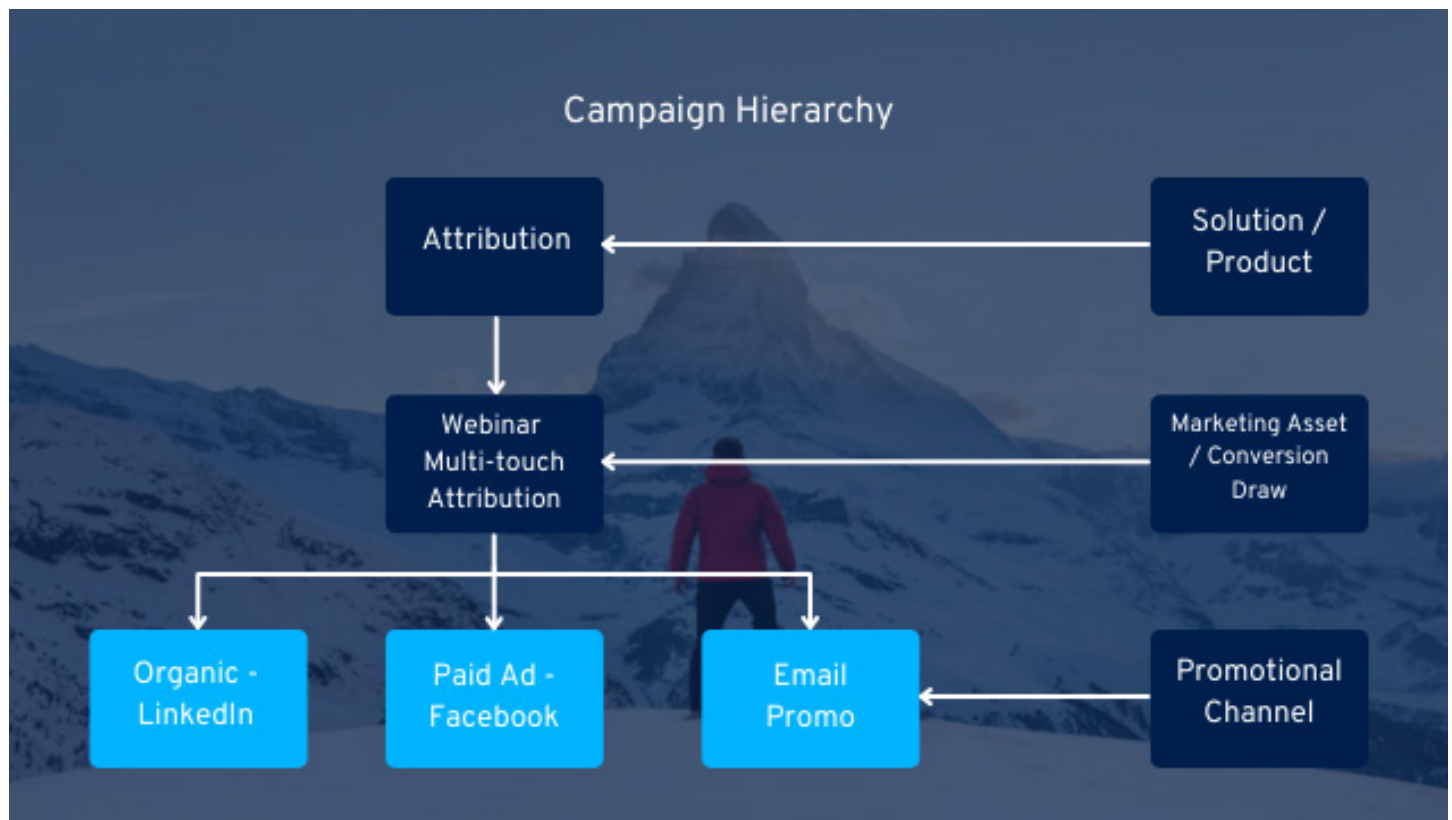 Campaign Hierarchy
Attribution
Solution /
Product
Webinar
Multi-touch
Attribution
Marketing Asset
/ Conversion
Draw
Organic -
LinkedIn
Paid Ad -
Facebook
Email
Promo
Promotional
Channel